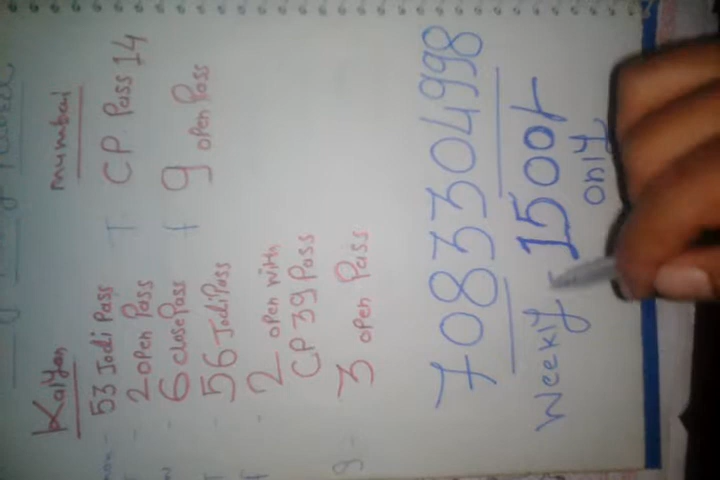 Kalyan
53 Jodi Pass
2 open Pass
6 close Pass
56 Jodi Pass
2 open with
CP 39 Pass
3 open Pass
mumbai
CP Pass 14
9 open Pass
7083304998
Weekly 1500/-
only